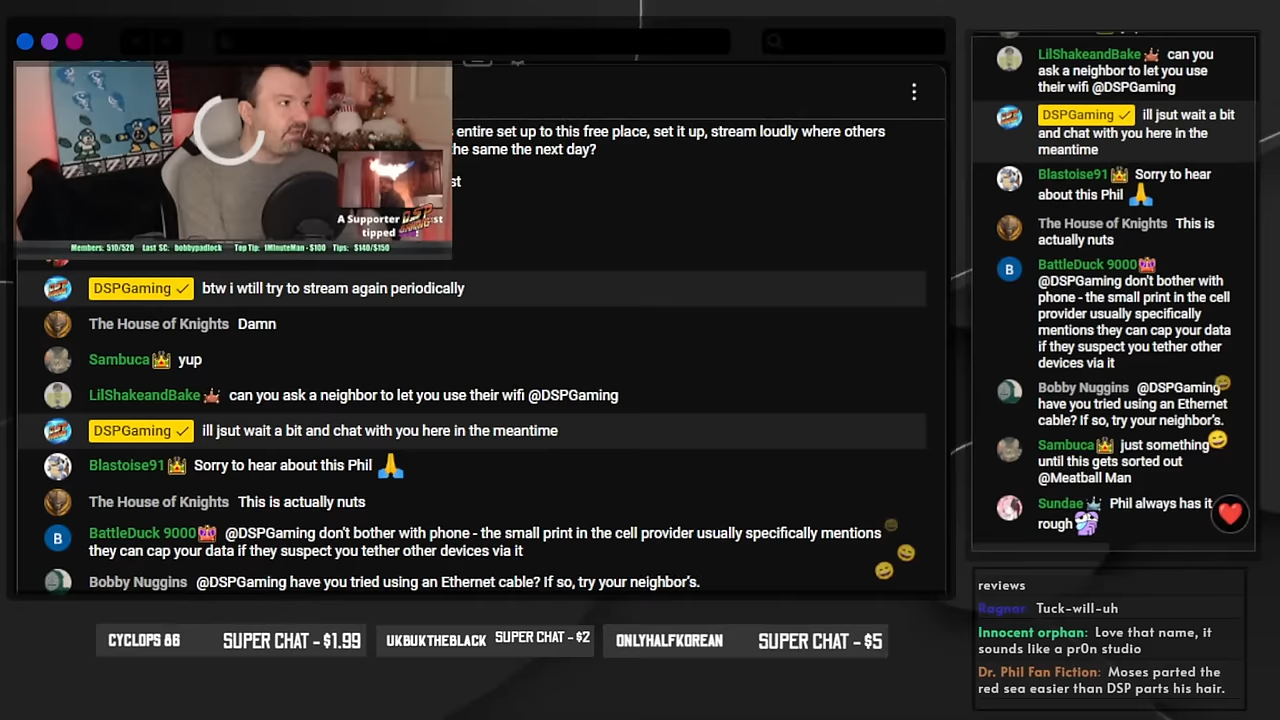 entire set up to this free place, set it up, stream loudly where others
the same the next day?
st
A Supporter
st
tipped
DSP
GAMING
Members: 510/520 Last SC: bobbypadlock Top Tip: 1MinuteMan - $100 Tips: $140/$150
DSPGaming ✓ btw i wtill try to stream again periodically
The House of Knights Damn
Sambuca yup
LilShakeandBake can you ask a neighbor to let you use their wifi @DSPGaming
DSPGaming ✓ ill jsut wait a bit and chat with you here in the meantime
Blastoise91 Sorry to hear about this Phil 🙏
The House of Knights This is actually nuts
B BattleDuck 9000 @DSPGaming don't bother with phone - the small print in the cell provider usually specifically mentions
they can cap your data if they suspect you tether other devices via it
Bobby Nuggins @DSPGaming have you tried using an Ethernet cable? If so, try your neighbor's.
CYCLOPS 86 SUPER CHAT - $1.99
UKBUKTHEBLACK SUPER CHAT - $2
ONLYHALFKOREAN SUPER CHAT - $5
LilShakeandBake can you
ask a neighbor to let you use
their wifi @DSPGaming
DSPGaming ✓ ill jsut wait a bit
and chat with you here in the
meantime
Blastoise91 Sorry to hear
about this Phil 🙏
The House of Knights This is
actually nuts
B BattleDuck 9000
@DSPGaming don't bother with
phone - the small print in the cell
provider usually specifically
mentions they can cap your data
if they suspect you tether other
devices via it
Bobby Nuggins @DSPGaming
have you tried using an Ethernet
cable? If so, try your neighbor's.
Sambuca just something
until this gets sorted out
@Meatball Man
Sundae Phil always has it
rough
reviews
Ragnar Tuck-will-uh
Innocent orphan: Love that name, it
sounds like a pr0n studio
Dr. Phil Fan Fiction: Moses parted the
red sea easier than DSP parts his hair.